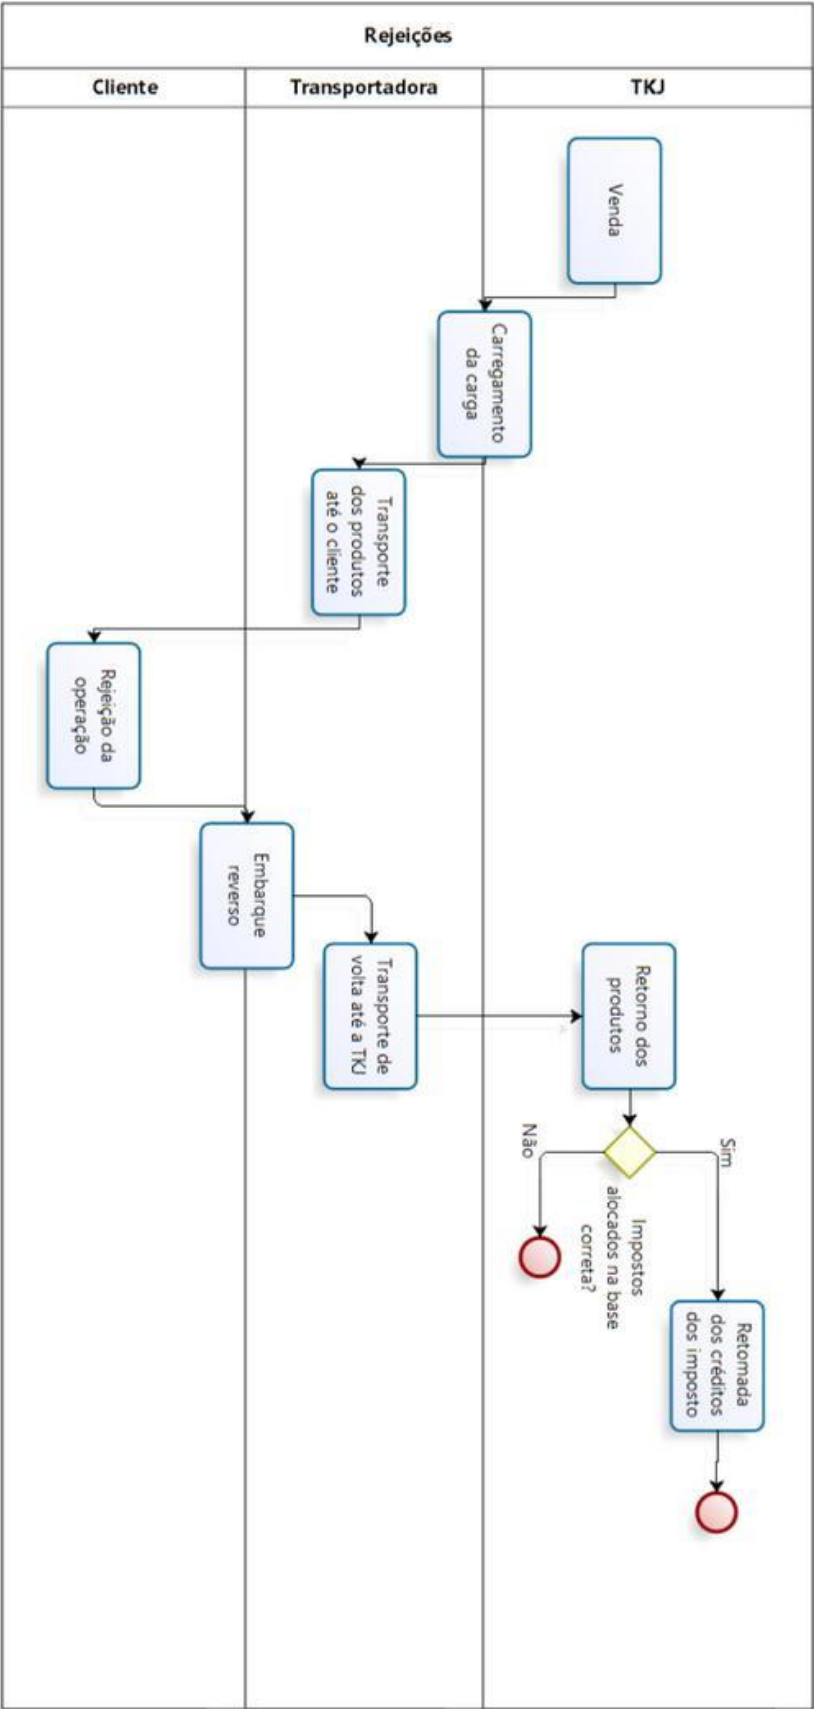 Rejeições
Cliente
Transportadora
TKJ
Venda
Carregamento
da carga
Transporte
dos produtos
até o cliente
Rejeição da
operação
Embarque
reverso
Transporte de
volta até a TKJ
Retorno dos
produtos
Sim
Não
Impostos
alocados na base
correta?
Retomada
dos créditos
dos imposto